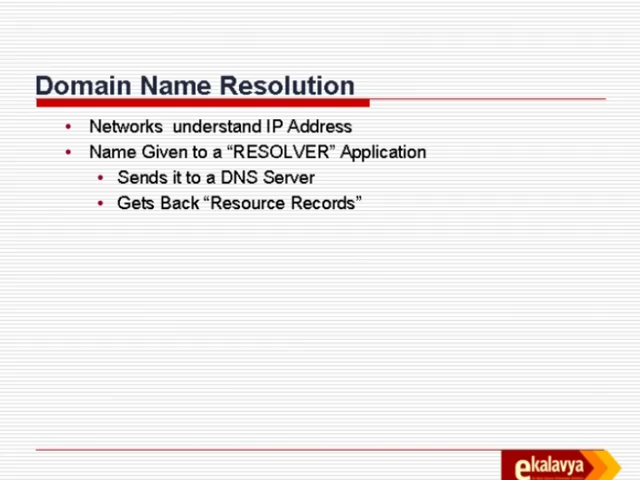 Domain Name Resolution
• Networks understand IP Address
• Name Given to a “RESOLVER” Application
• Sends it to a DNS Server
• Gets Back “Resource Records”
ekalavya